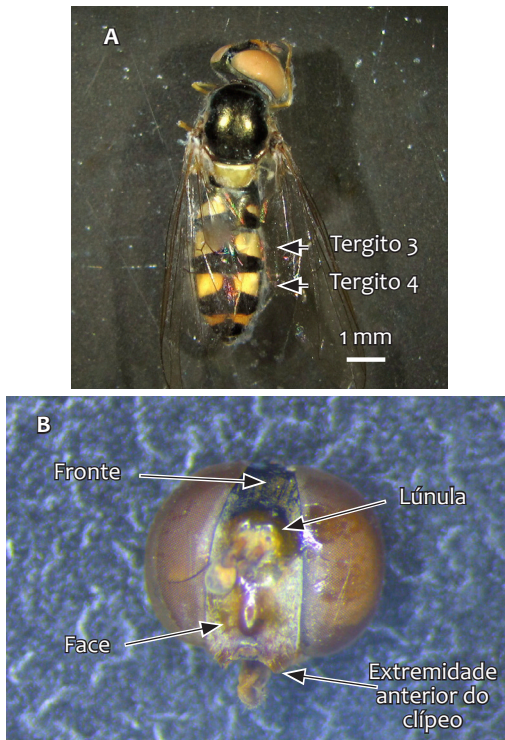 A
Tergito 3
Tergito 4
1 mm
B
Fronte
Lúnula
Face
Extremidade
anterior do
clípeo